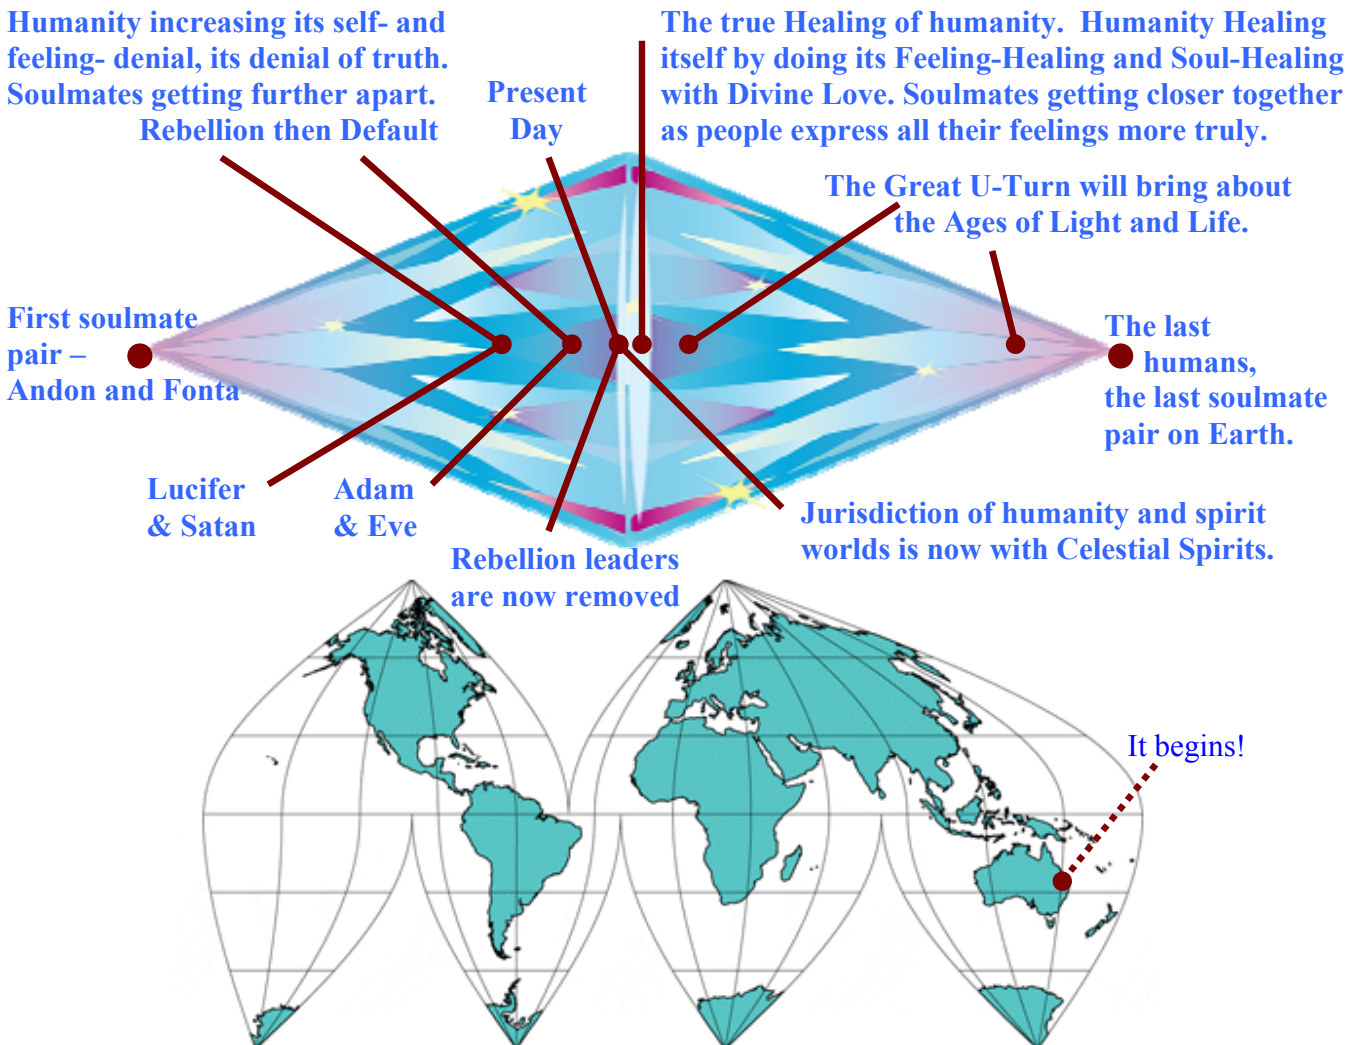 Humanity increasing its self- and
feeling- denial, its denial of truth.
Soulmates getting further apart.
Rebellion then Default
Present
Day
The true Healing of humanity.  Humanity Healing
itself by doing its Feeling-Healing and Soul-Healing
with Divine Love. Soulmates getting closer together
as people express all their feelings more truly.
The Great U-Turn will bring about
the Ages of Light and Life.
First soulmate
pair –
Andon and Fonta
The last
humans,
the last soulmate
pair on Earth.
Lucifer
& Satan
Adam
& Eve
Rebellion leaders
are now removed
Jurisdiction of humanity and spirit
worlds is now with Celestial Spirits.
It begins!